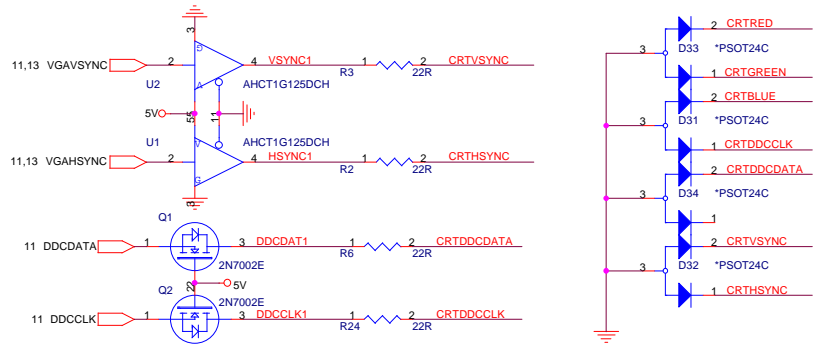 3
G
11,13 VGAVSYNC 2 4 VSYNC1 1 2 CRTVSYNC
R3 22R
U2 A AHCT1G125DCH
5V 5 5 1 1
U1 V AHCT1G125DCH
11,13 VGAHSYNC 2 4 HSYNC1 1 2 CRTHSYNC
R2 22R
G
3
Q1
11 DDCDATA 1 3 DDCDAT1 1 2 CRTDDCDATA
R6 22R
2N7002E
2 2 5V
Q2 2N7002E
11 DDCCLK 1 3 DDCCLK1 1 2 CRTDDCCLK
R24 22R
2 CRTRED
3 D33 *PSOT24C
1 CRTGREEN
2 CRTBLUE
3 D31 *PSOT24C
1 CRTDDCCLK
2 CRTDDCDATA
3 D34 *PSOT24C
1
2 CRTVSYNC
3 D32 *PSOT24C
1 CRTHSYNC